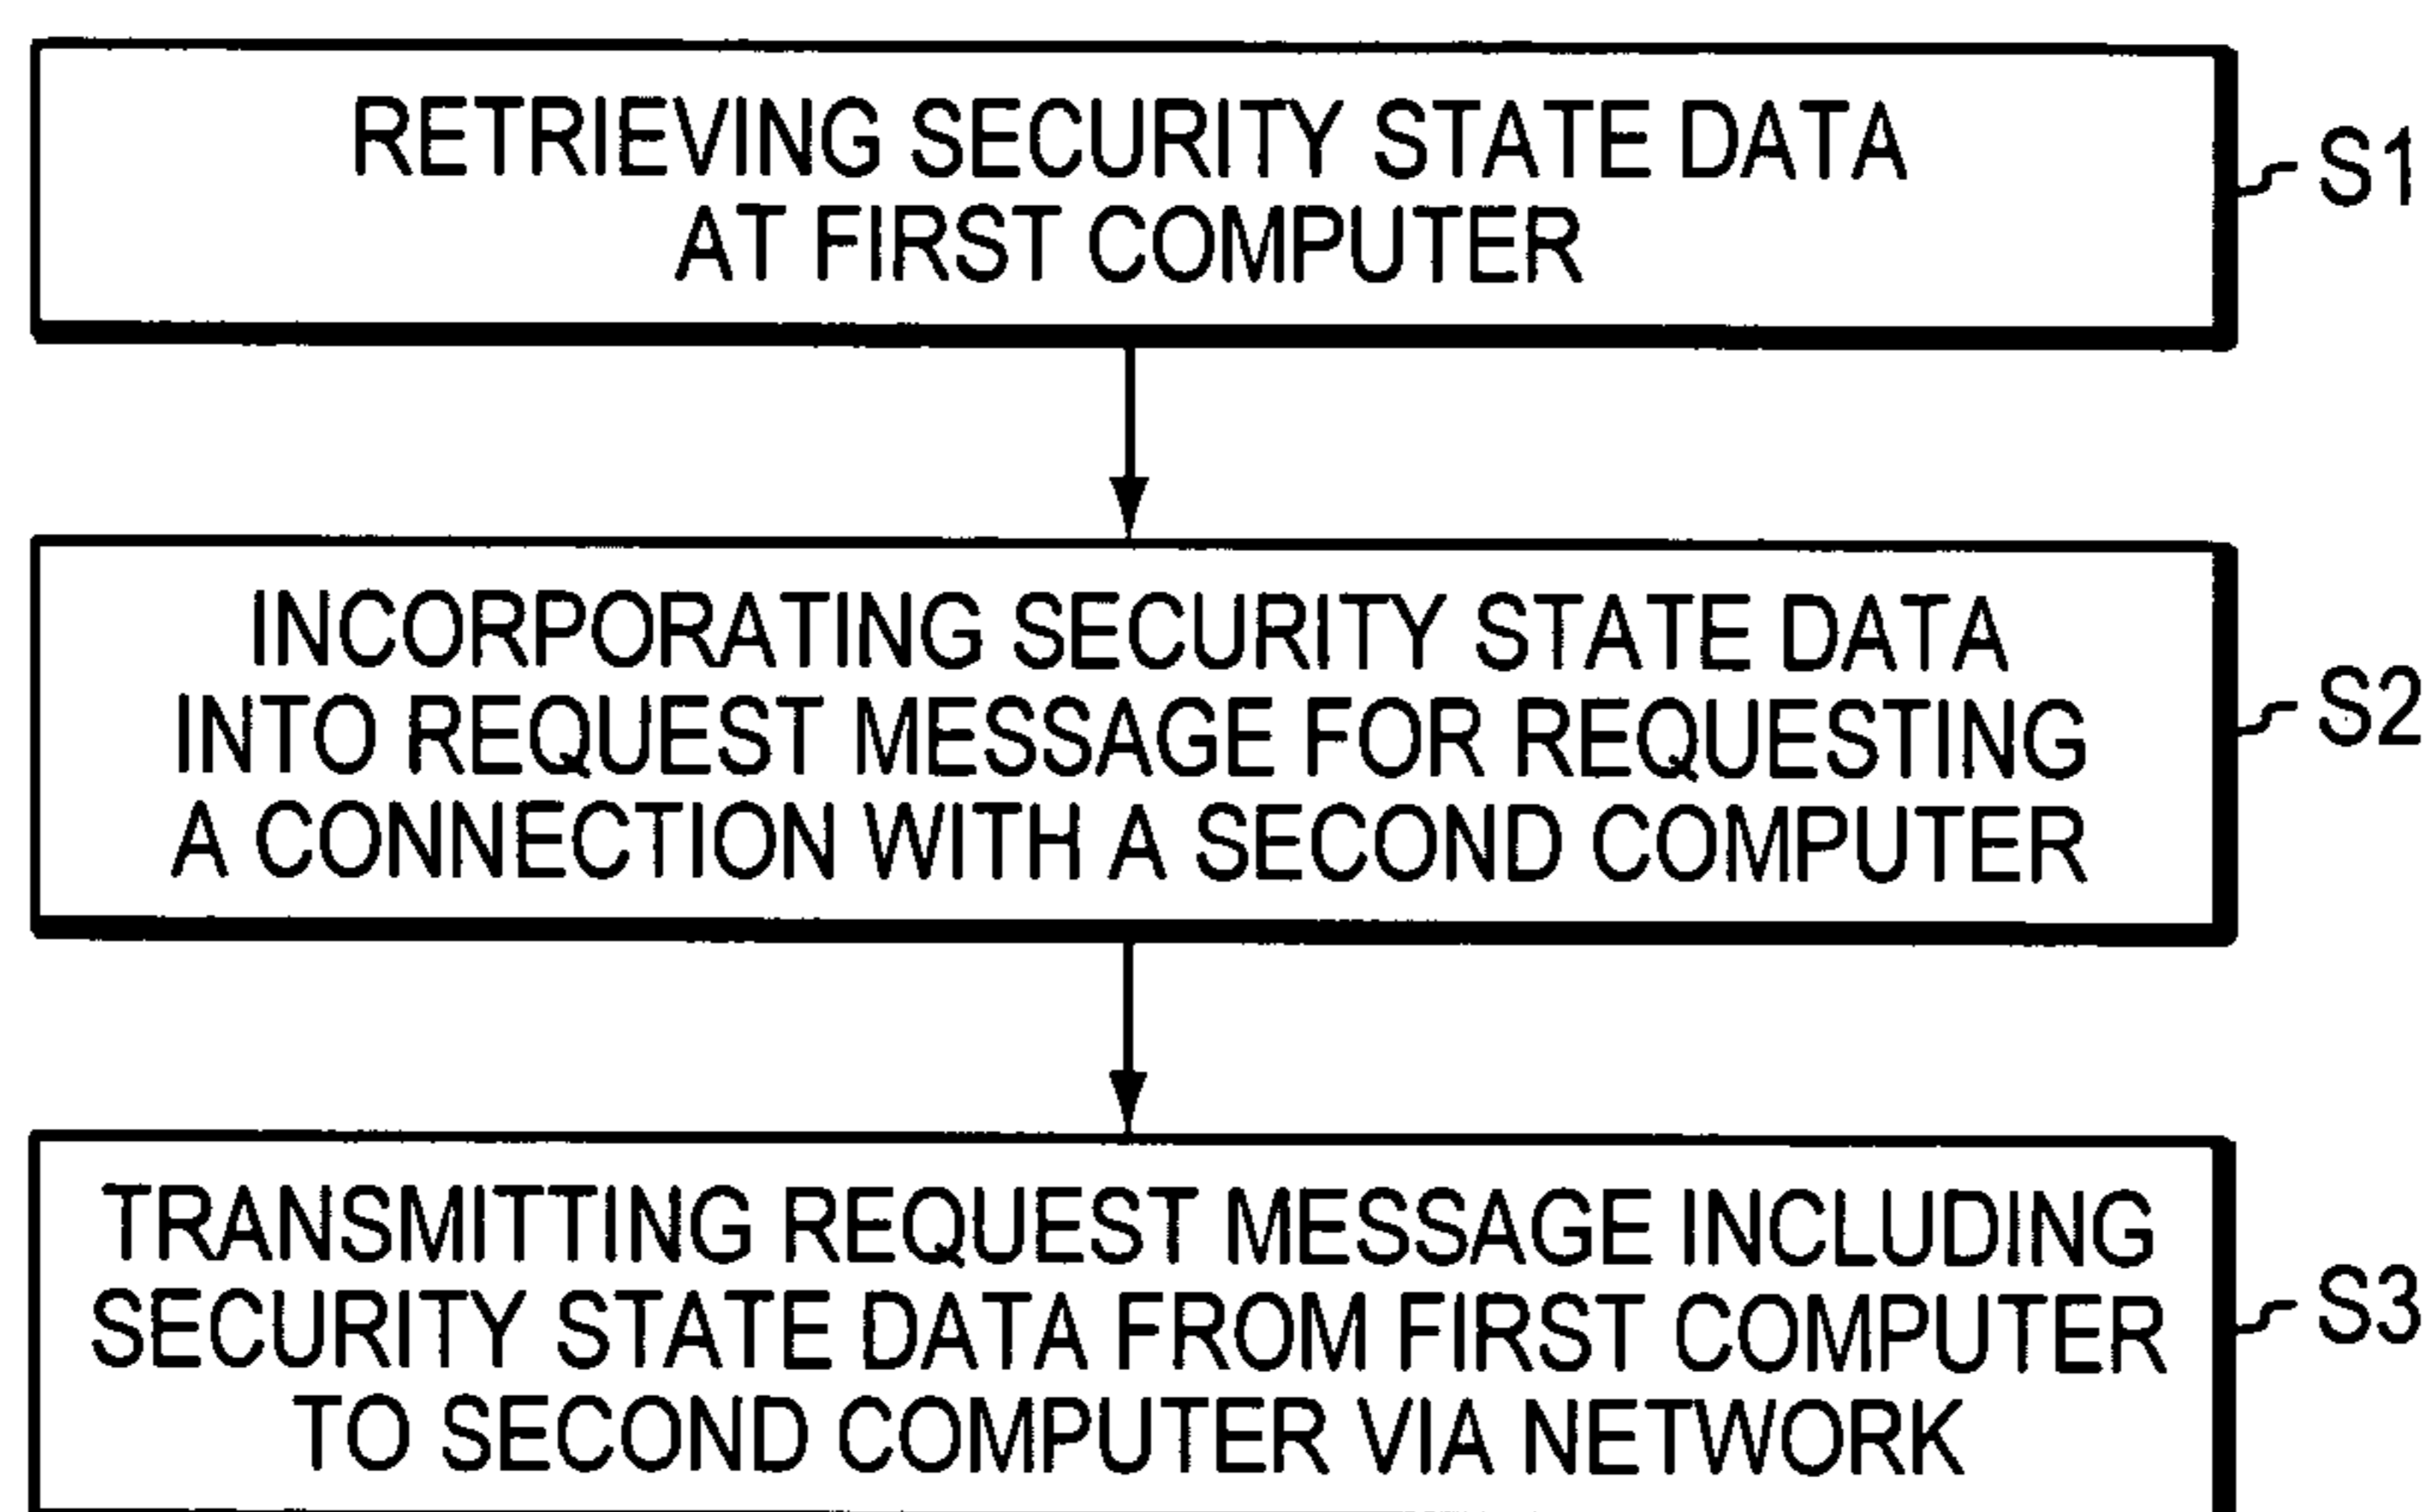 RETRIEVING SECURITY STATE DATA
AT FIRST COMPUTER
S1
INCORPORATING SECURITY STATE DATA
INTO REQUEST MESSAGE FOR REQUESTING
A CONNECTION WITH A SECOND COMPUTER
S2
TRANSMITTING REQUEST MESSAGE INCLUDING
SECURITY STATE DATA FROM FIRST COMPUTER
TO SECOND COMPUTER VIA NETWORK
S3